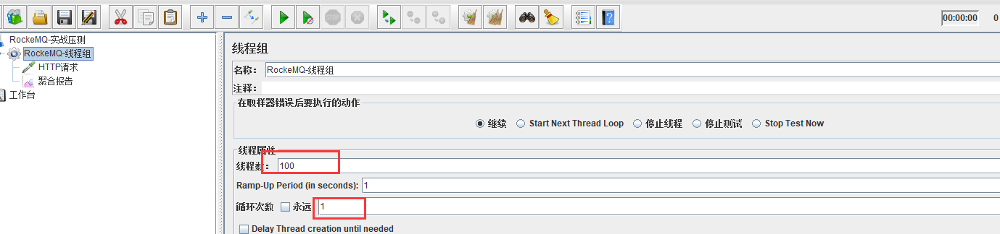 00:00:00 0
RockeMQ-实战压测
RockeMQ-线程组
HTTP请求
聚合报告
工作台
线程组
名称： RockeMQ-线程组
注释：
在取样器错误后要执行的动作
继续 Start Next Thread Loop 停止线程 停止测试 Stop Test Now
线程属性
线程数： 100
Ramp-Up Period (in seconds): 1
循环次数 永远 1
Delay Thread creation until needed